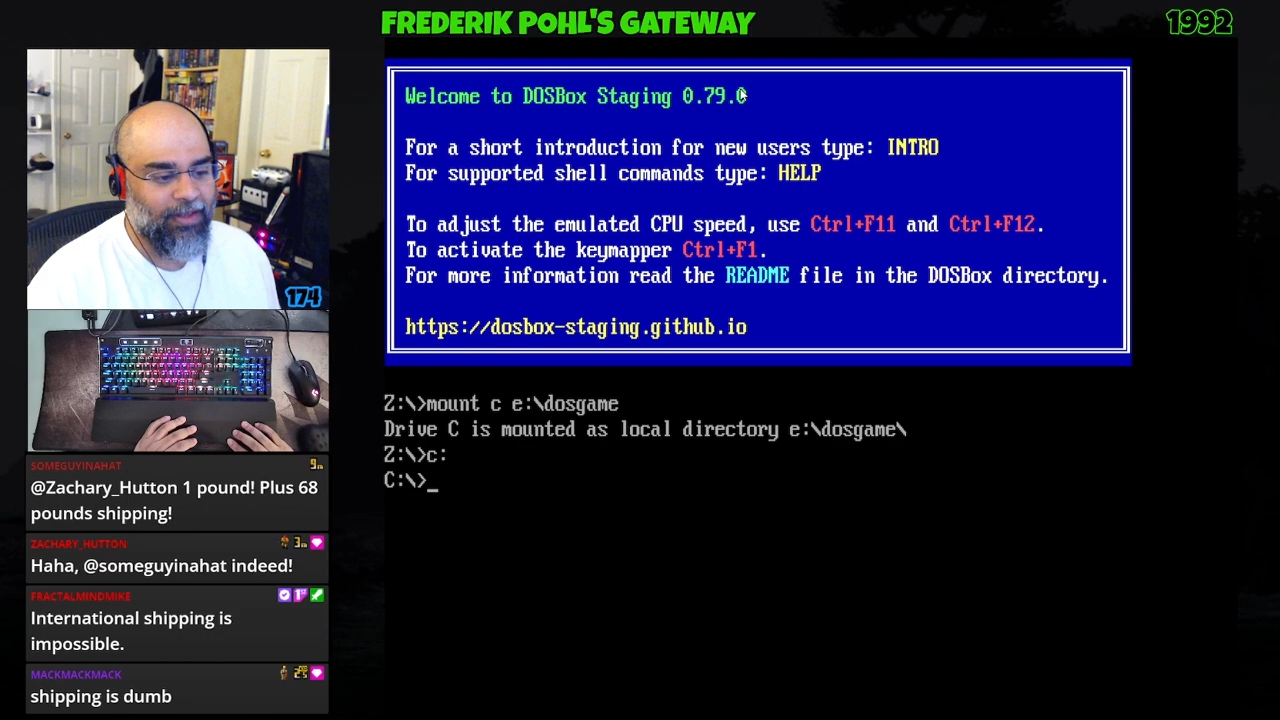 FREDERIK POHL'S GATEWAY
1992
174
SOMEGUYINAHAT
@Zachary_Hutton 1 pound! Plus 68
pounds shipping!
ZACHARY_HUTTON
Haha, @someguyinahat indeed!
FRACTALMINDMIKE
International shipping is
impossible.
MACKMACKMACK
shipping is dumb
Welcome to DOSBox Staging 0.79.0
For a short introduction for new users type: INTRO
For supported shell commands type: HELP
To adjust the emulated CPU speed, use Ctrl+F11 and Ctrl+F12.
To activate the keymapper Ctrl+F1.
For more information read the README file in the DOSBox directory.
https://dosbox-staging.github.io
Z:\>mount c e:\dosgame
Drive C is mounted as local directory e:\dosgame\
Z:\>c:
C:\>_